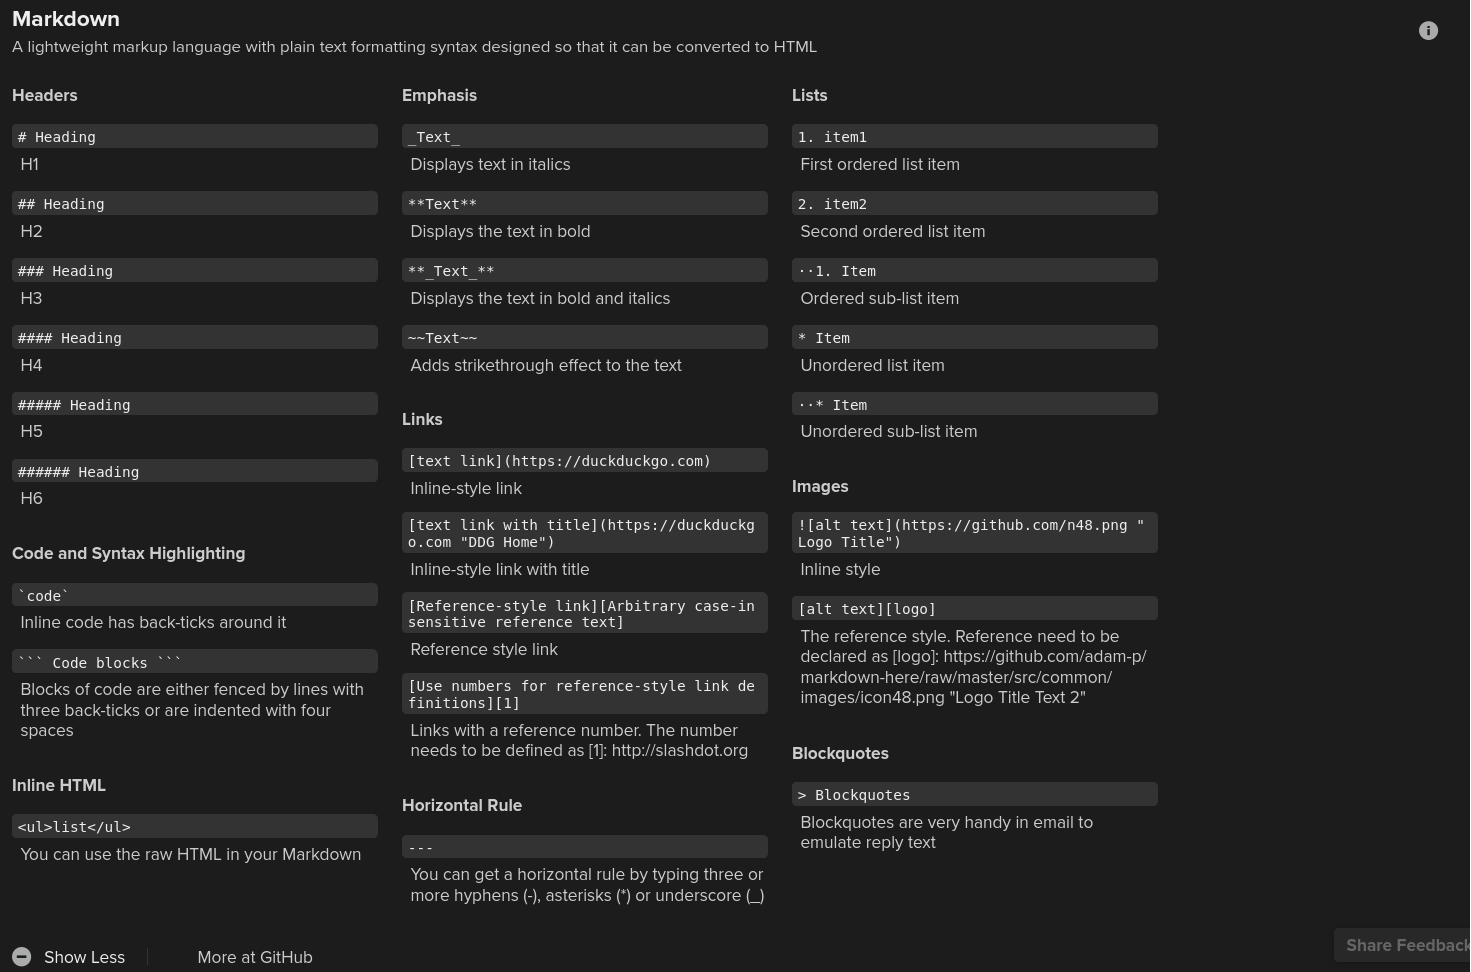 Markdown
A lightweight markup language with plain text formatting syntax designed so that it can be converted to HTML
Headers
# Heading
H1
## Heading
H2
### Heading
H3
#### Heading
H4
##### Heading
H5
###### Heading
H6
Code and Syntax Highlighting
`code`
Inline code has back-ticks around it
``` Code blocks ```
Blocks of code are either fenced by lines with
three back-ticks or are indented with four
spaces
Inline HTML
<ul>list</ul>
You can use the raw HTML in your Markdown
Emphasis
_Text_
Displays text in italics
**Text**
Displays the text in bold
**_Text_**
Displays the text in bold and italics
~~Text~~
Adds strikethrough effect to the text
Links
[text link](https://duckduckgo.com)
Inline-style link
[text link with title](https://duckduckg
o.com "DDG Home")
Inline-style link with title
[Reference-style link][Arbitrary case-in
sensitive reference text]
Reference style link
[Use numbers for reference-style link de
finitions][1]
Links with a reference number. The number
needs to be defined as [1]: http://slashdot.org
Horizontal Rule
---
You can get a horizontal rule by typing three or
more hyphens (-), asterisks (*) or underscore (_)
Lists
1. item1
First ordered list item
2. item2
Second ordered list item
··1. Item
Ordered sub-list item
* Item
Unordered list item
··* Item
Unordered sub-list item
Images
![alt text](https://github.com/n48.png "
Logo Title")
Inline style
[alt text][logo]
The reference style. Reference need to be
declared as [logo]: https://github.com/adam-p/
markdown-here/raw/master/src/common/
images/icon48.png "Logo Title Text 2"
Blockquotes
> Blockquotes
Blockquotes are very handy in email to
emulate reply text
Show Less
More at GitHub
Share Feedback